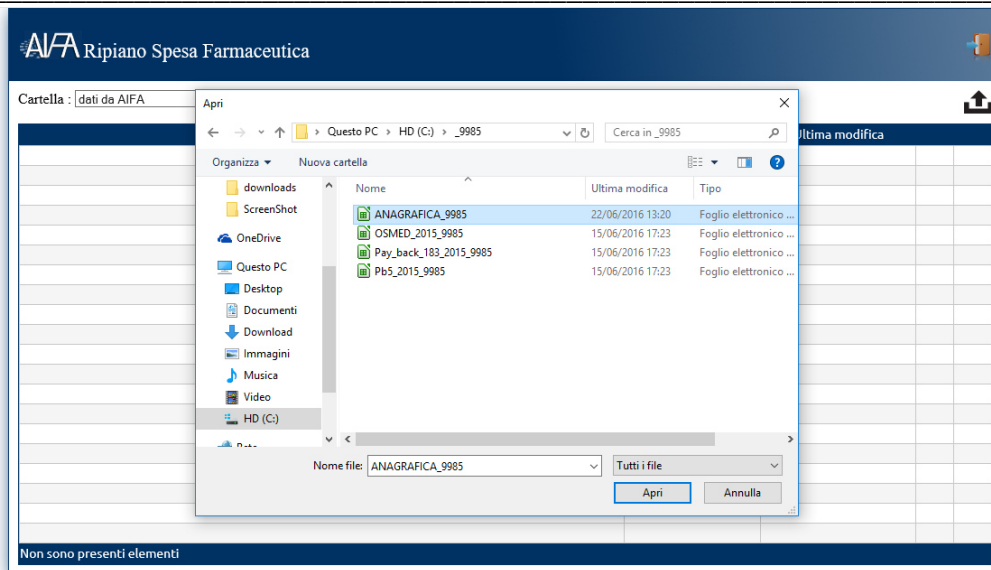 AIFA Ripiano Spesa Farmaceutica
Cartella : dati da AIFA
Ultima modifica
Apri
Questo PC > HD (C:) > _9985
Cerca in _9985
Organizza
Nuova cartella
downloads
ScreenShot
OneDrive
Questo PC
Desktop
Documenti
Download
Immagini
Musica
Video
HD (C:)
Nome Ultima modifica Tipo
ANAGRAFICA_9985 22/06/2016 13:20 Foglio elettronico ...
OSMED_2015_9985 15/06/2016 17:23 Foglio elettronico ...
Pay_back_183_2015_9985 15/06/2016 17:23 Foglio elettronico ...
Pb5_2015_9985 15/06/2016 17:23 Foglio elettronico ...
Nome file: ANAGRAFICA_9985 Tutti i file
Apri Annulla
Non sono presenti elementi